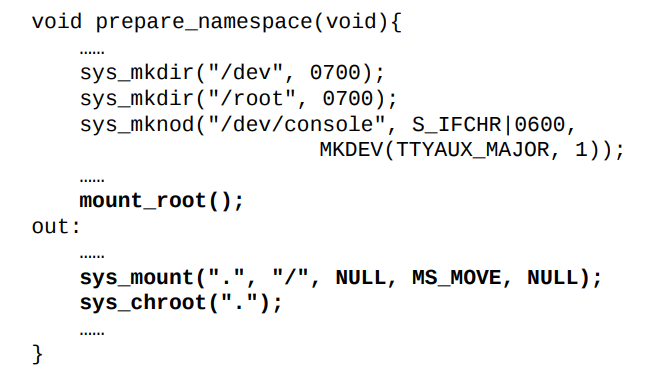 void prepare_namespace(void){
……
sys_mkdir("/dev", 0700);
sys_mkdir("/root", 0700);
sys_mknod("/dev/console", S_IFCHR|0600,
MKDEV(TTYAUX_MAJOR, 1));
……
mount_root();
out:
……
sys_mount(".", "/", NULL, MS_MOVE, NULL);
sys_chroot(".");
……
}